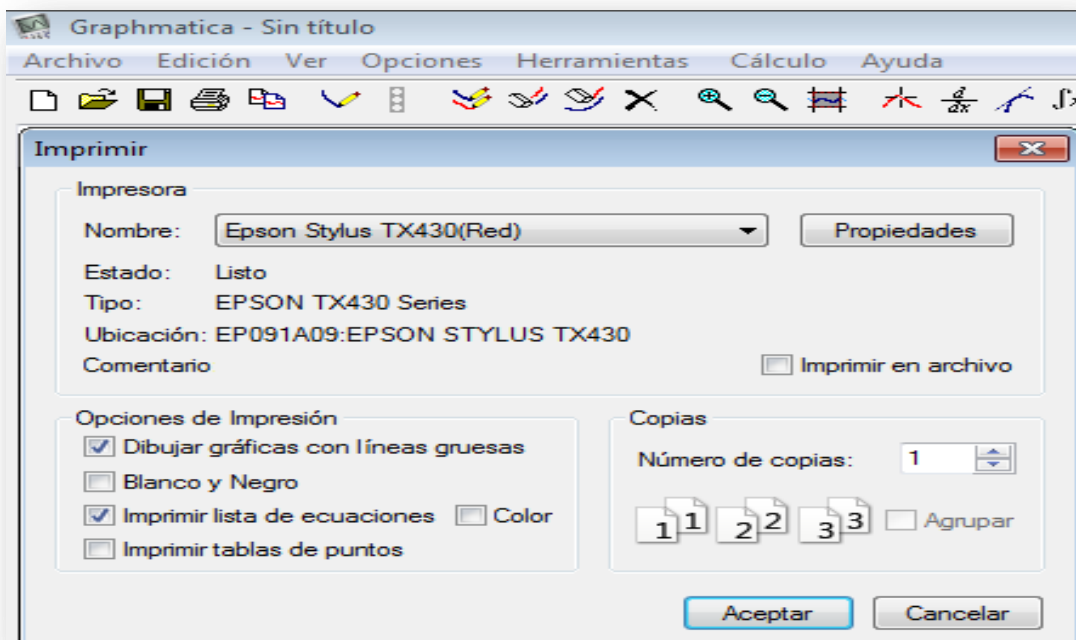 Graphmatica - Sin título
Archivo Edición Ver Opciones Herramientas Cálculo Ayuda
Imprimir
Impresora
Nombre: Epson Stylus TX430(Red) Propiedades
Estado: Listo
Tipo: EPSON TX430 Series
Ubicación: EP091A09:EPSON STYLUS TX430
Comentario Imprimir en archivo
Opciones de Impresión
Dibujar gráficas con líneas gruesas
Blanco y Negro
Imprimir lista de ecuaciones Color
Imprimir tablas de puntos
Copias
Número de copias: 1
1 1 2 2 3 3 Agrupar
Aceptar Cancelar